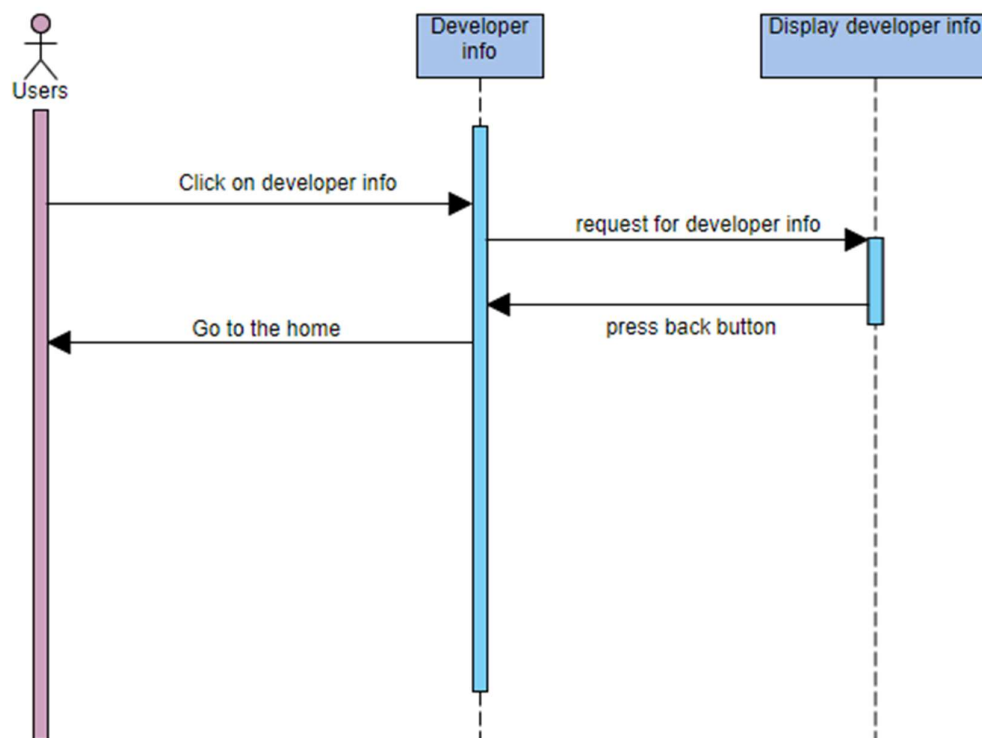 Users
Developer
info
Display developer info
Click on developer info
request for developer info
press back button
Go to the home